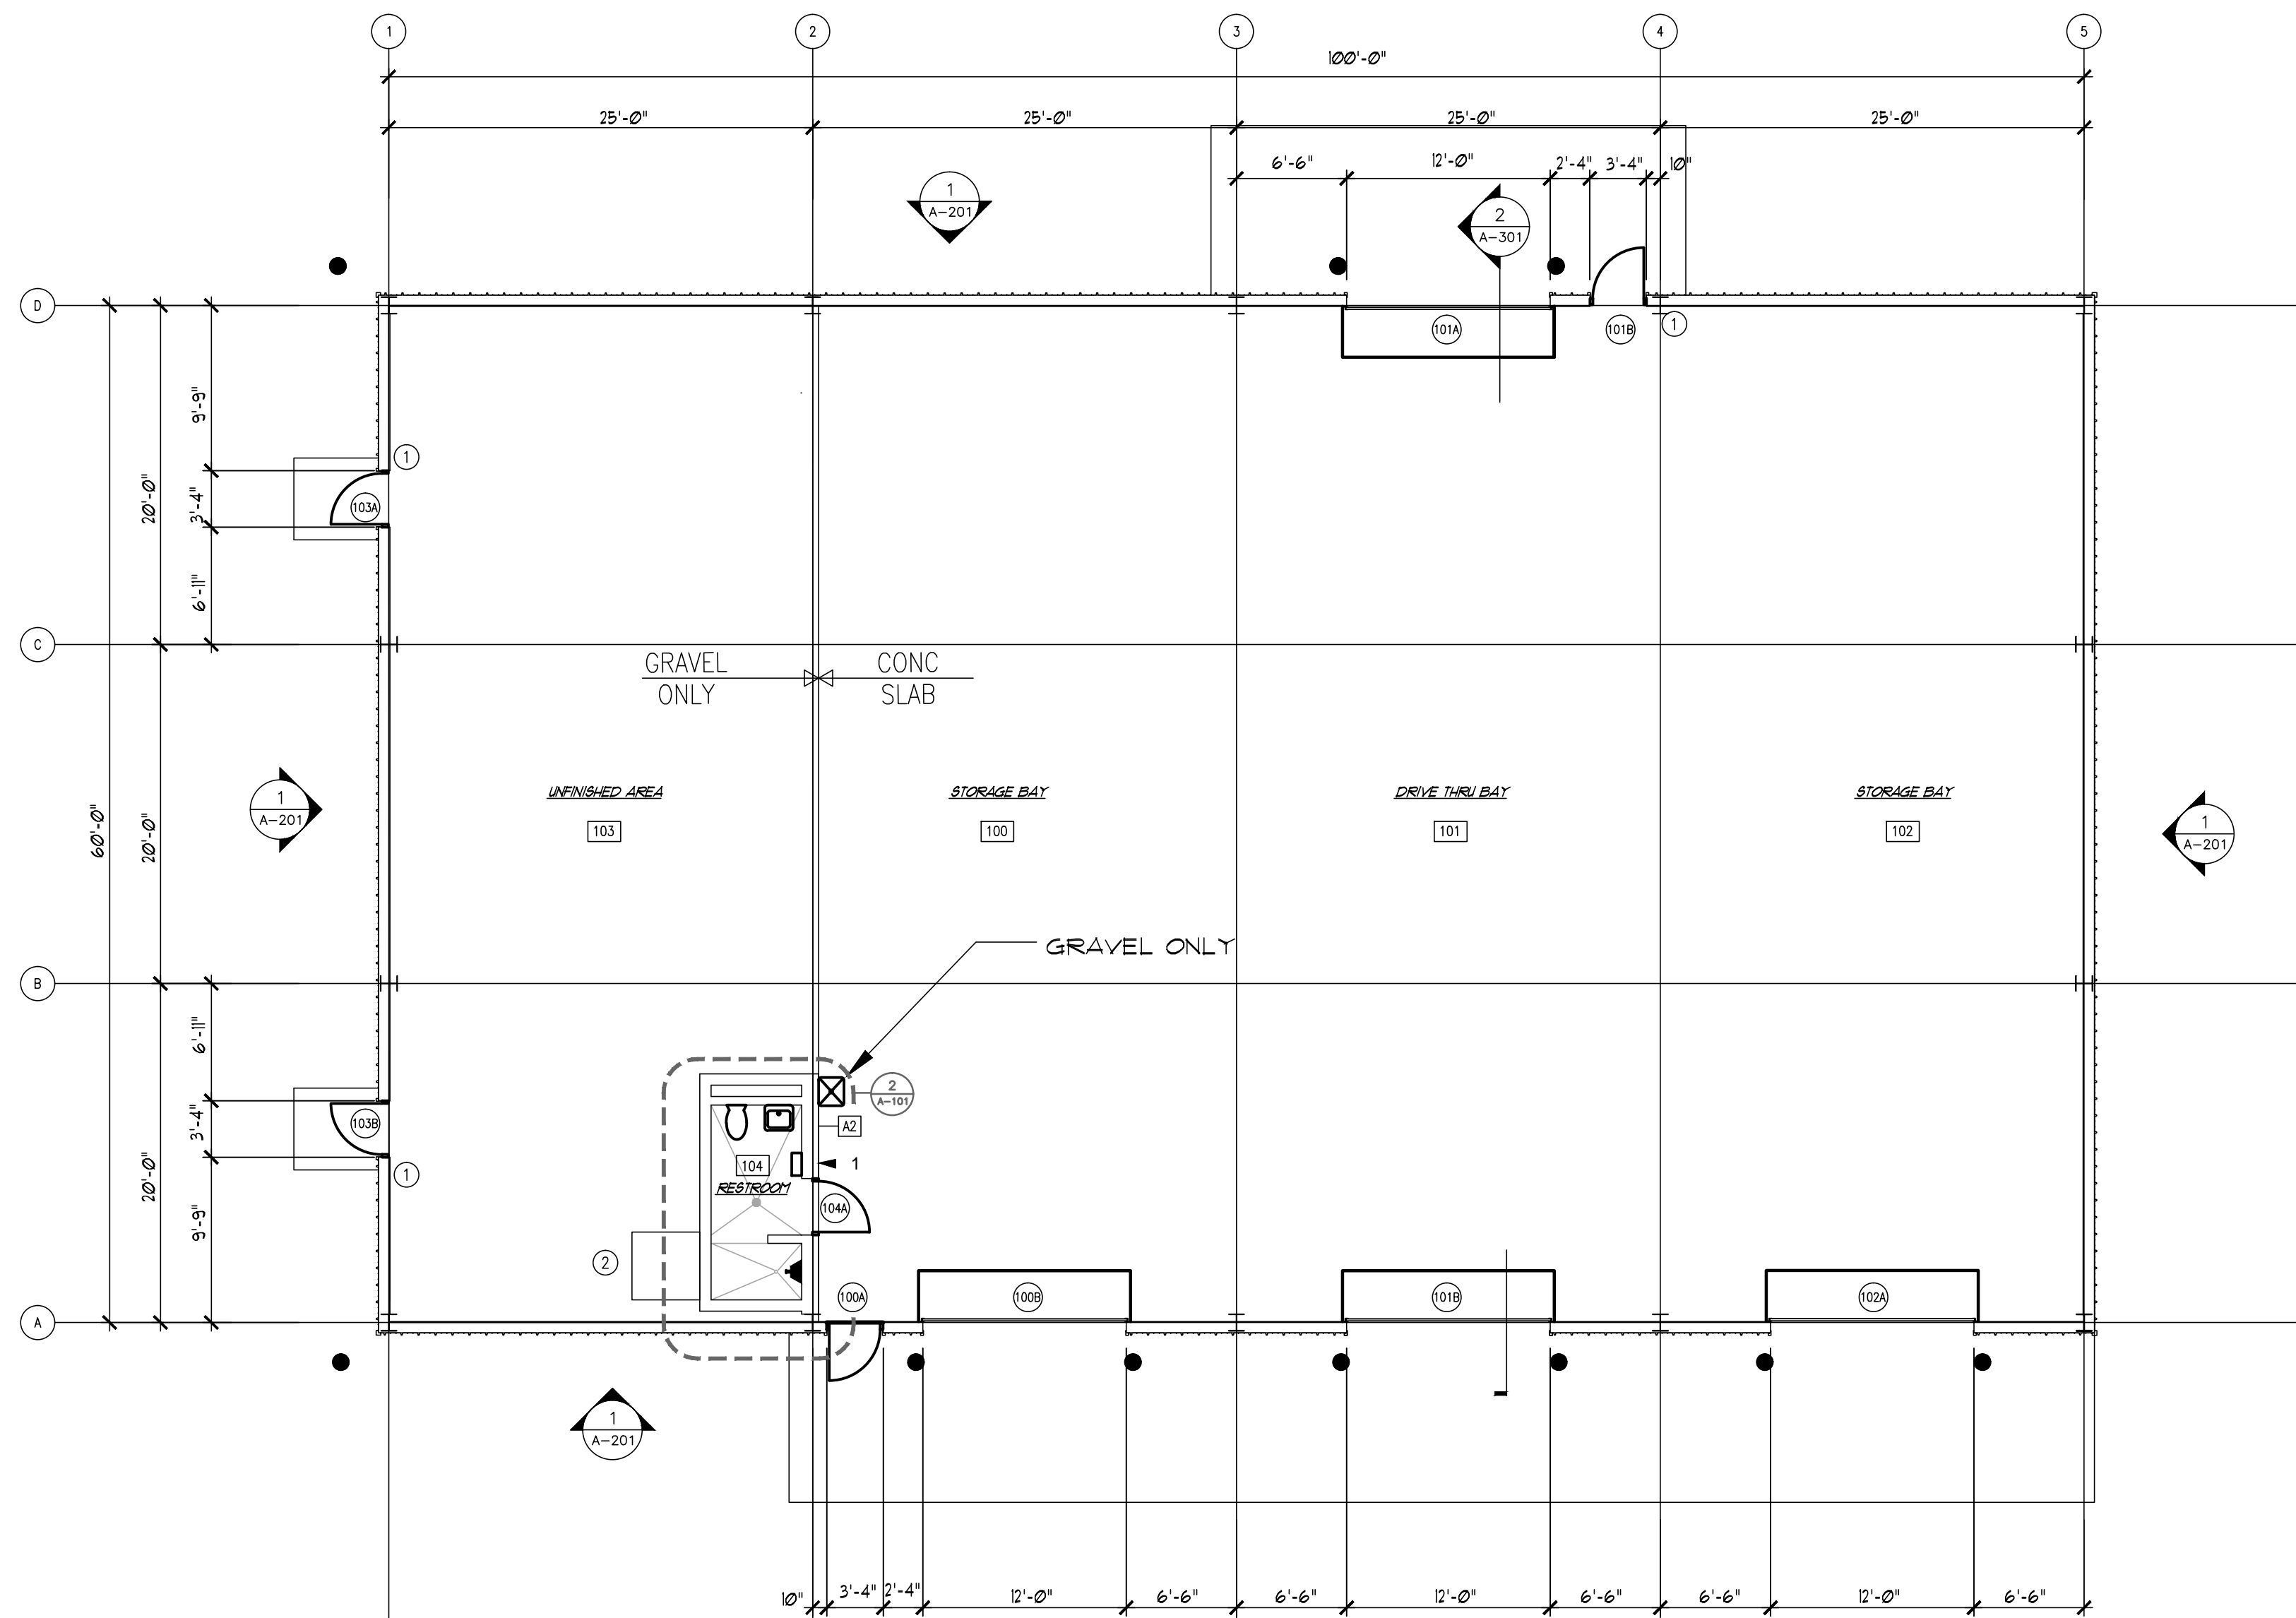 1
2
3
4
5
100'-0"
25'-0"
25'-0"
25'-0"
25'-0"
6'-6"
12'-0"
2'-4"
3'-4"
10"
1
A-201
2
A-301
D
101A
101B
1
9'-9"
1
20'-0"
3'-4"
103A
6'-11"
C
GRAVEL
ONLY
CONC
SLAB
UNFINISHED AREA
103
STORAGE BAY
100
DRIVE THRU BAY
101
STORAGE BAY
102
1
A-201
1
A-201
60'-0"
20'-0"
GRAVEL ONLY
B
6'-11"
2
A-101
A2
3'-4"
103B
1
104
RESTROOM
1
20'-0"
1
104A
9'-9"
2
100A
100B
101B
102A
A
1
A-201
10"
3'-4"
2'-4"
12'-0"
6'-6"
6'-6"
12'-0"
6'-6"
6'-6"
12'-0"
6'-6"